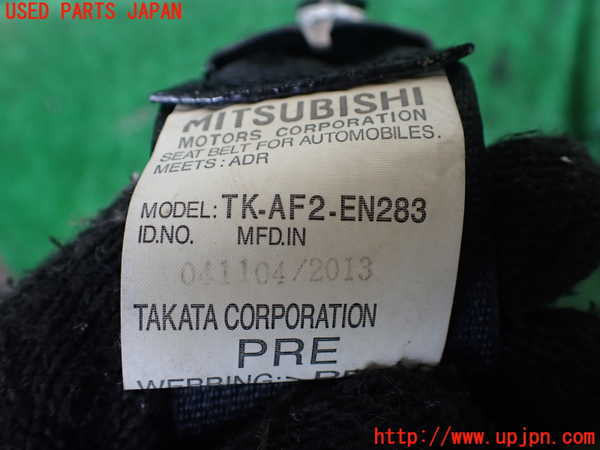 USED PARTS JAPAN
MITSUBISHI
MOTORS CORPORATION
SEAT BELT FOR AUTOMOBILES.
MEETS : ADR
MODEL: TK-AF2-EN283
ID.NO. MFD.IN
041104/2013
TAKATA CORPORATION
PRE
WEBBING:
http://www.upjpn.com/